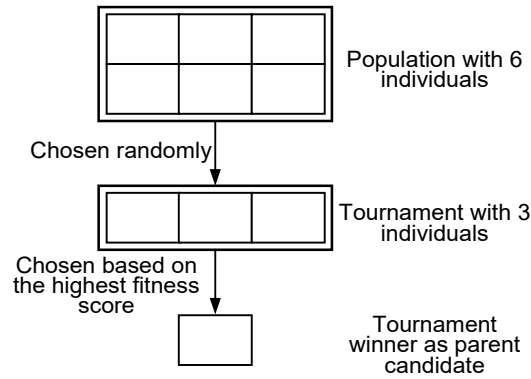 Population with 6
individuals
Chosen randomly
Tournament with 3
individuals
Chosen based on
the highest fitness
score
Tournament
winner as parent
candidate